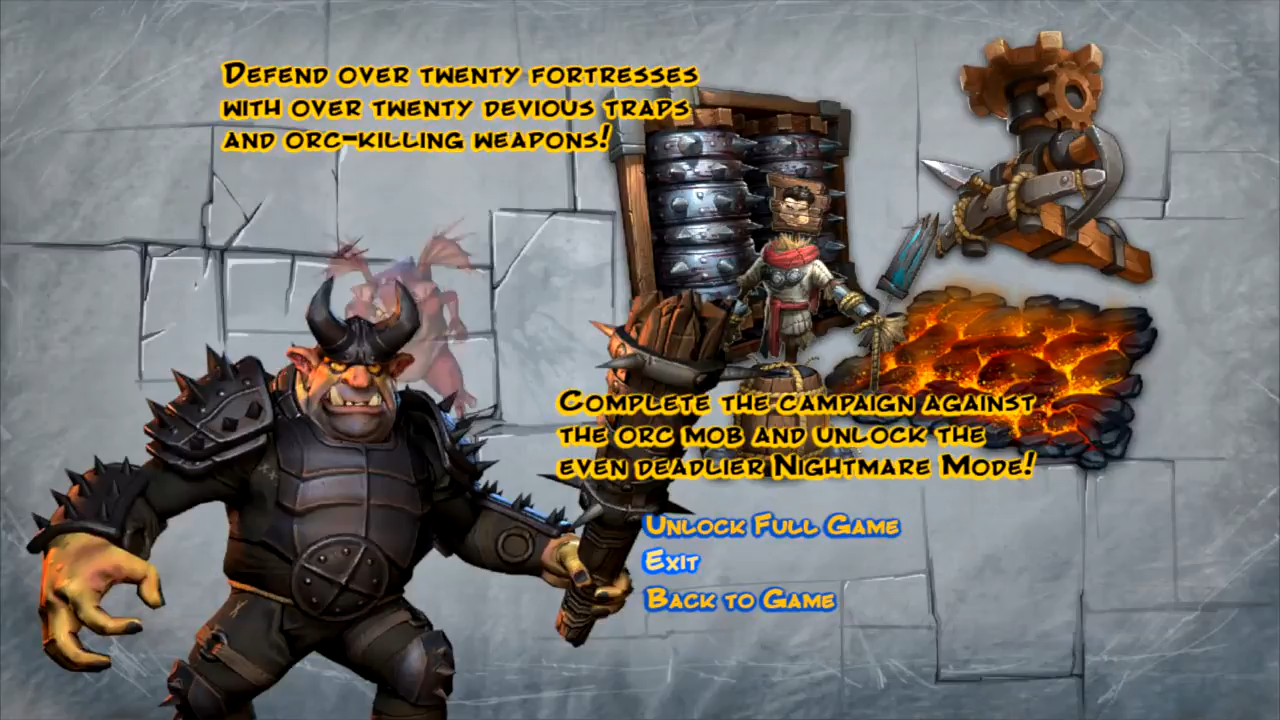 Defend over twenty fortresses
with over twenty devious traps
and orc-killing weapons!
Complete the campaign against
the orc mob and unlock the
even deadlier Nightmare Mode!
Unlock Full Game
Exit
Back to Game